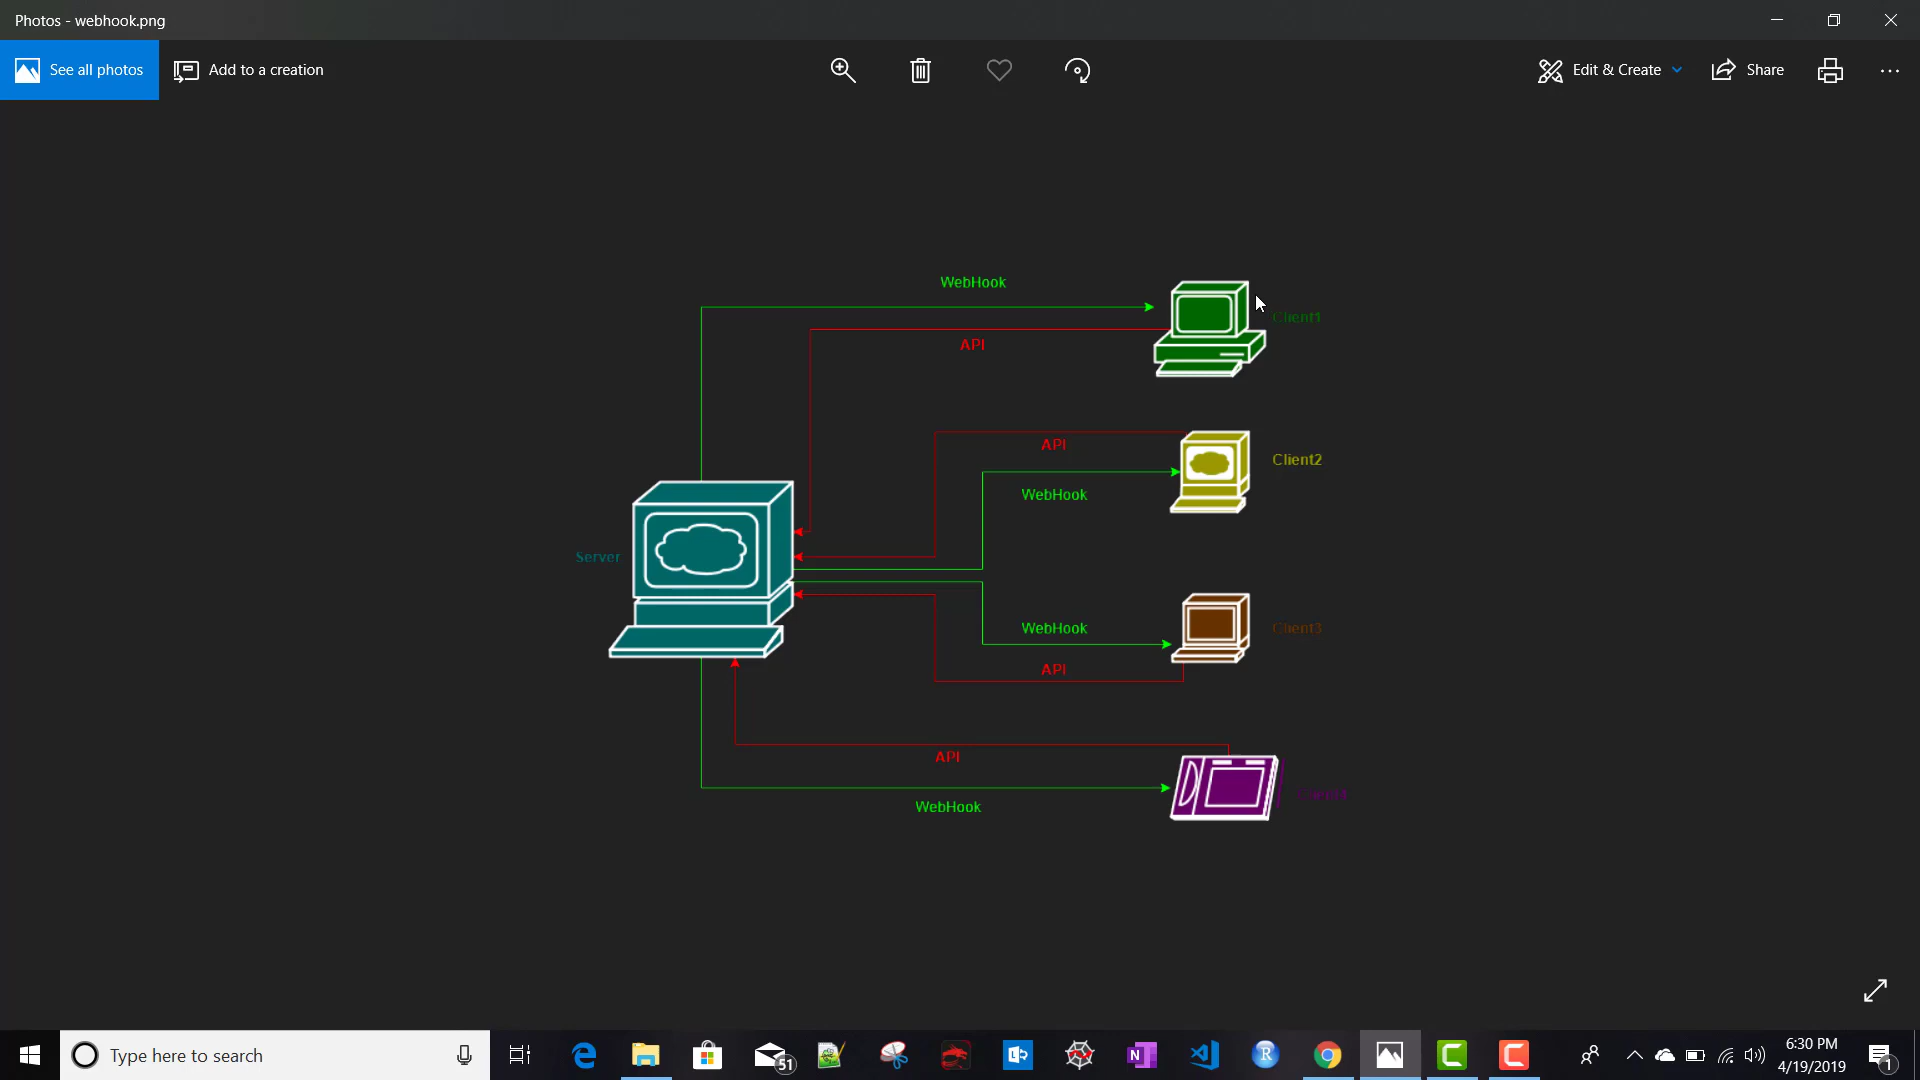 Photos - webhook.png
See all photos
Add to a creation
Edit & Create
Share
WebHook
API
Client1
API
Client2
WebHook
Server
WebHook
Client3
API
API
WebHook
Type here to search
51
6:30 PM
4/19/2019
1